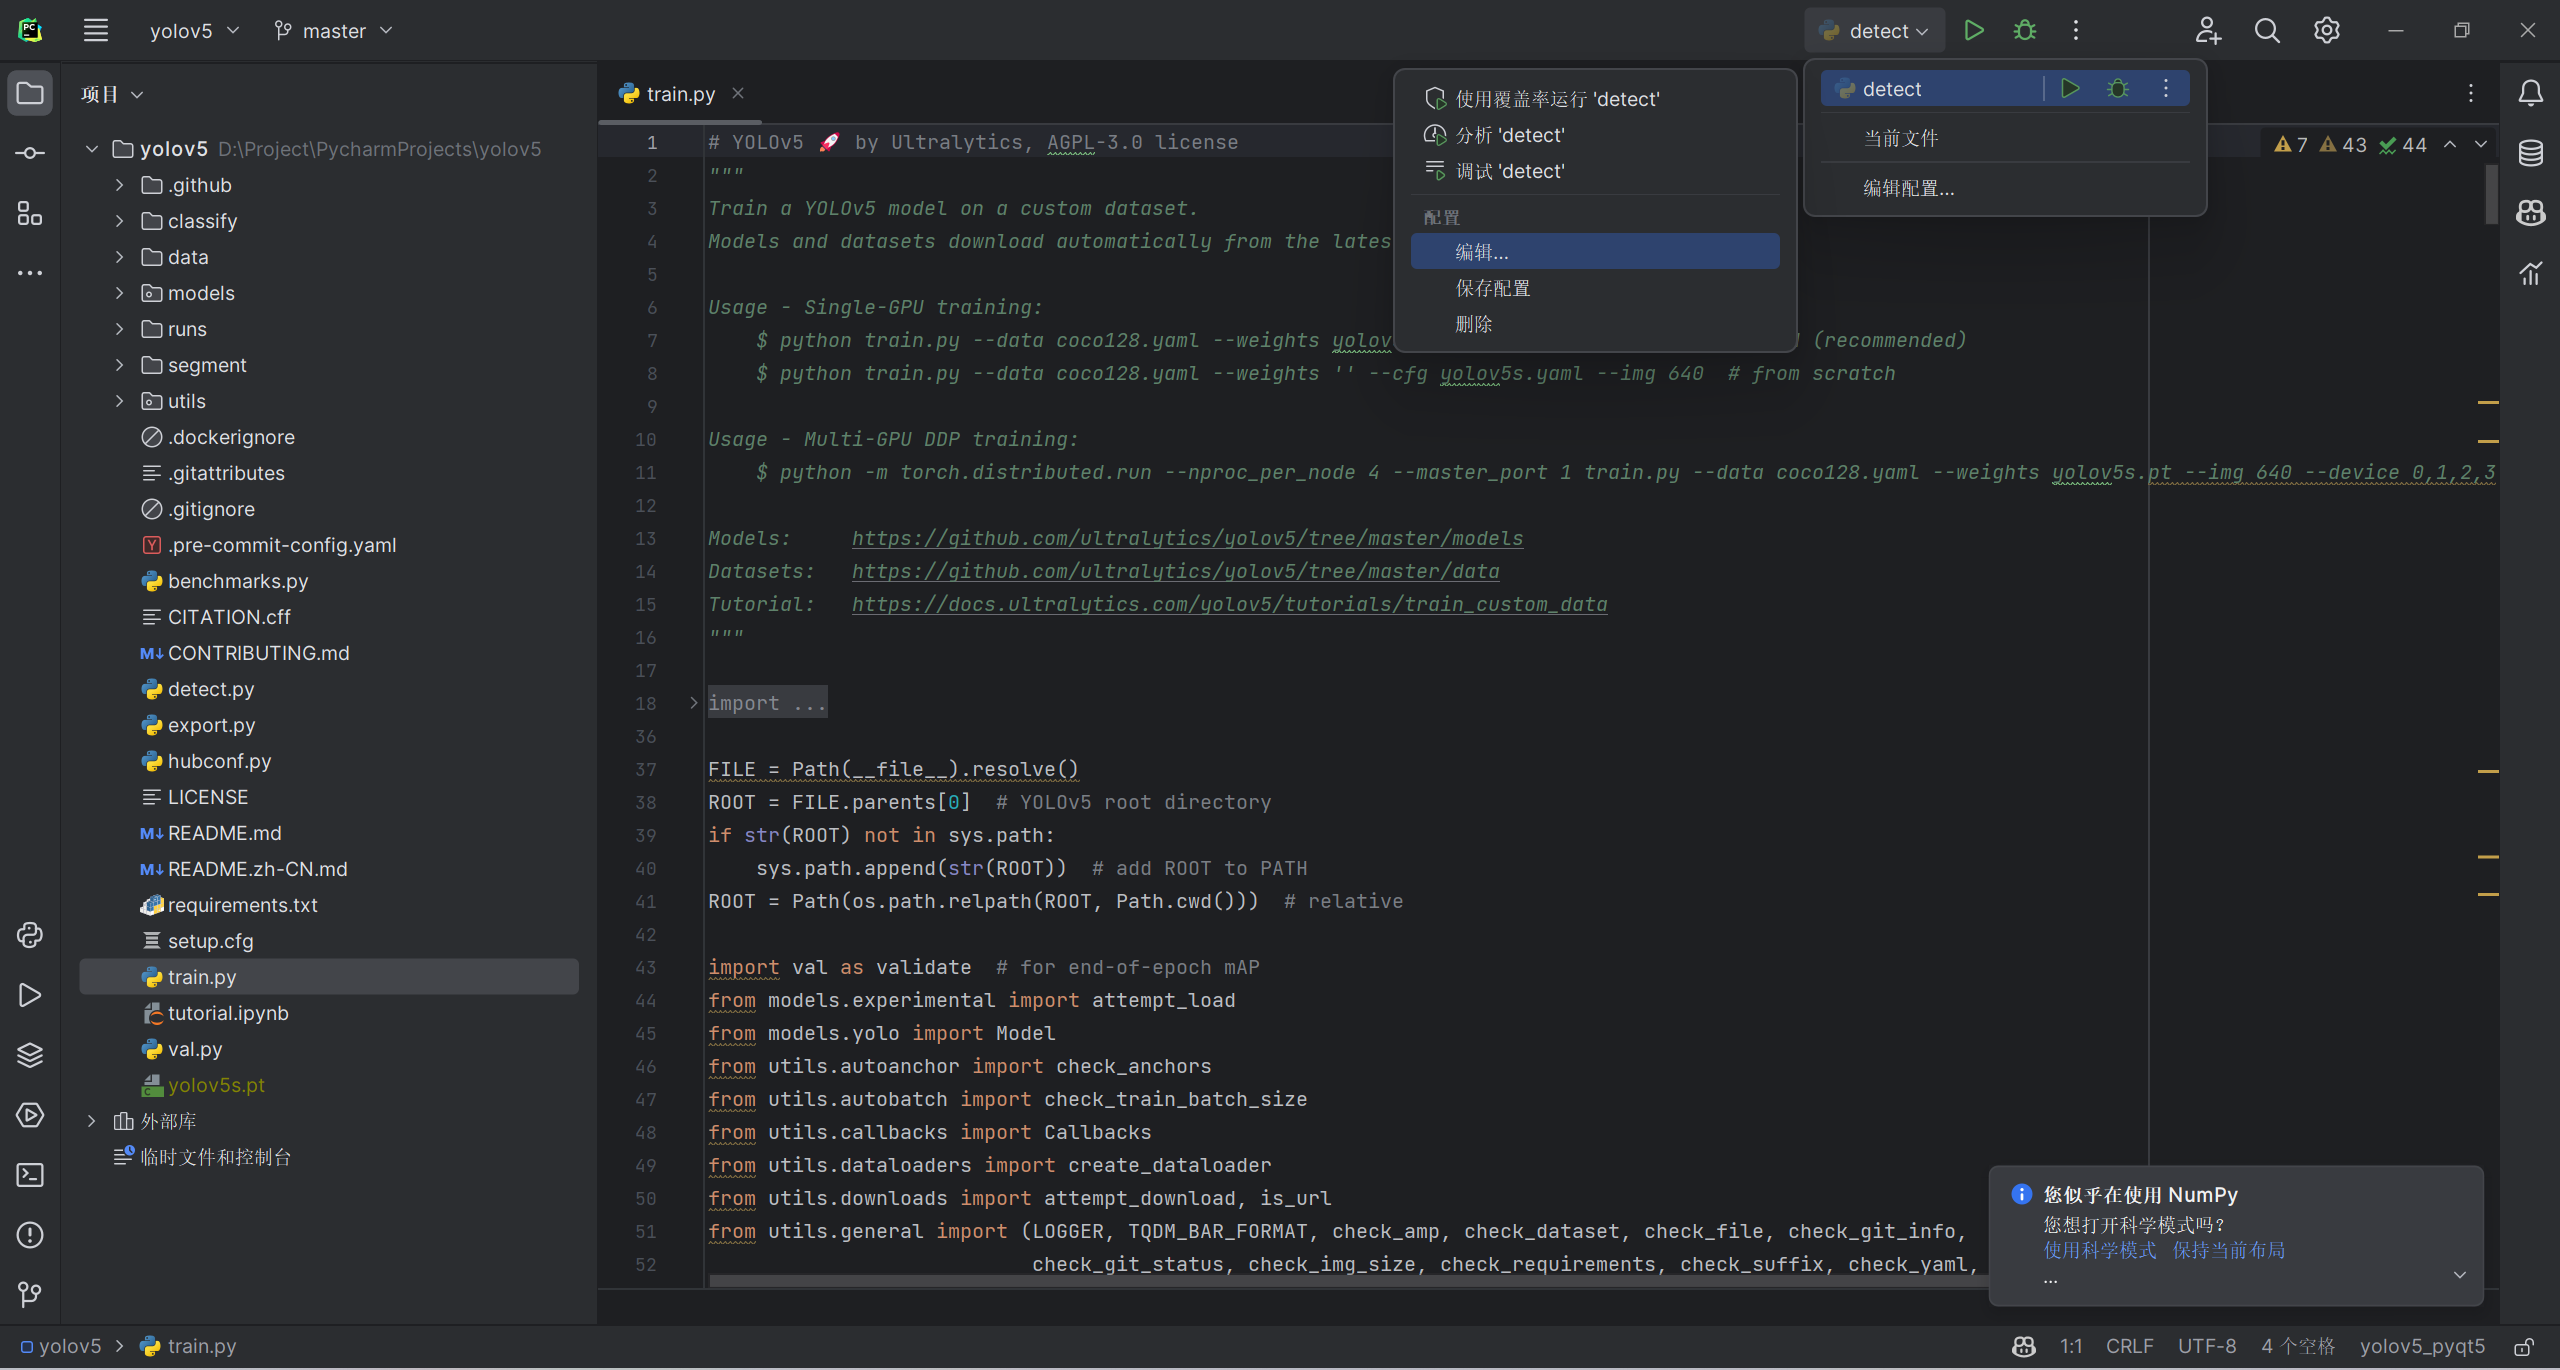 yolov5
master
detect
项目
train.py
yolov5 D:\Project\PycharmProjects\yolov5
.github
classify
data
models
runs
segment
utils
.dockerignore
.gitattributes
.gitignore
.pre-commit-config.yaml
benchmarks.py
CITATION.cff
CONTRIBUTING.md
detect.py
export.py
hubconf.py
LICENSE
README.md
README.zh-CN.md
requirements.txt
setup.cfg
train.py
tutorial.ipynb
val.py
yolov5s.pt
外部库
临时文件和控制台
使用覆盖率运行 'detect'
分析 'detect'
调试 'detect'
配置
编辑...
保存配置
删除
detect
当前文件
编辑配置...
7 43 44
1 # YOLOv5 🚀 by Ultralytics, AGPL-3.0 license
2 """
3 Train a YOLOv5 model on a custom dataset.
4 Models and datasets download automatically from the lates
5
6 Usage - Single-GPU training:
7 $ python train.py --data coco128.yaml --weights yolov (recommended)
8 $ python train.py --data coco128.yaml --weights '' --cfg yolov5s.yaml --img 640 # from scratch
9
10 Usage - Multi-GPU DDP training:
11 $ python -m torch.distributed.run --nproc_per_node 4 --master_port 1 train.py --data coco128.yaml --weights yolov5s.pt --img 640 --device 0,1,2,3
12
13 Models: https://github.com/ultralytics/yolov5/tree/master/models
14 Datasets: https://github.com/ultralytics/yolov5/tree/master/data
15 Tutorial: https://docs.ultralytics.com/yolov5/tutorials/train_custom_data
16 """
17
18 import ...
36
37 FILE = Path(__file__).resolve()
38 ROOT = FILE.parents[0] # YOLOv5 root directory
39 if str(ROOT) not in sys.path:
40 sys.path.append(str(ROOT)) # add ROOT to PATH
41 ROOT = Path(os.path.relpath(ROOT, Path.cwd())) # relative
42
43 import val as validate # for end-of-epoch mAP
44 from models.experimental import attempt_load
45 from models.yolo import Model
46 from utils.autoanchor import check_anchors
47 from utils.autobatch import check_train_batch_size
48 from utils.callbacks import Callbacks
49 from utils.dataloaders import create_dataloader
50 from utils.downloads import attempt_download, is_url
51 from utils.general import (LOGGER, TQDM_BAR_FORMAT, check_amp, check_dataset, check_file, check_git_info,
52 check_git_status, check_img_size, check_requirements, check_suffix, check_yaml,
您似乎在使用 NumPy
您想打开科学模式吗?
使用科学模式 保持当前布局
...
yolov5 > train.py
1:1 CRLF UTF-8 4 个空格 yolov5_pyqt5